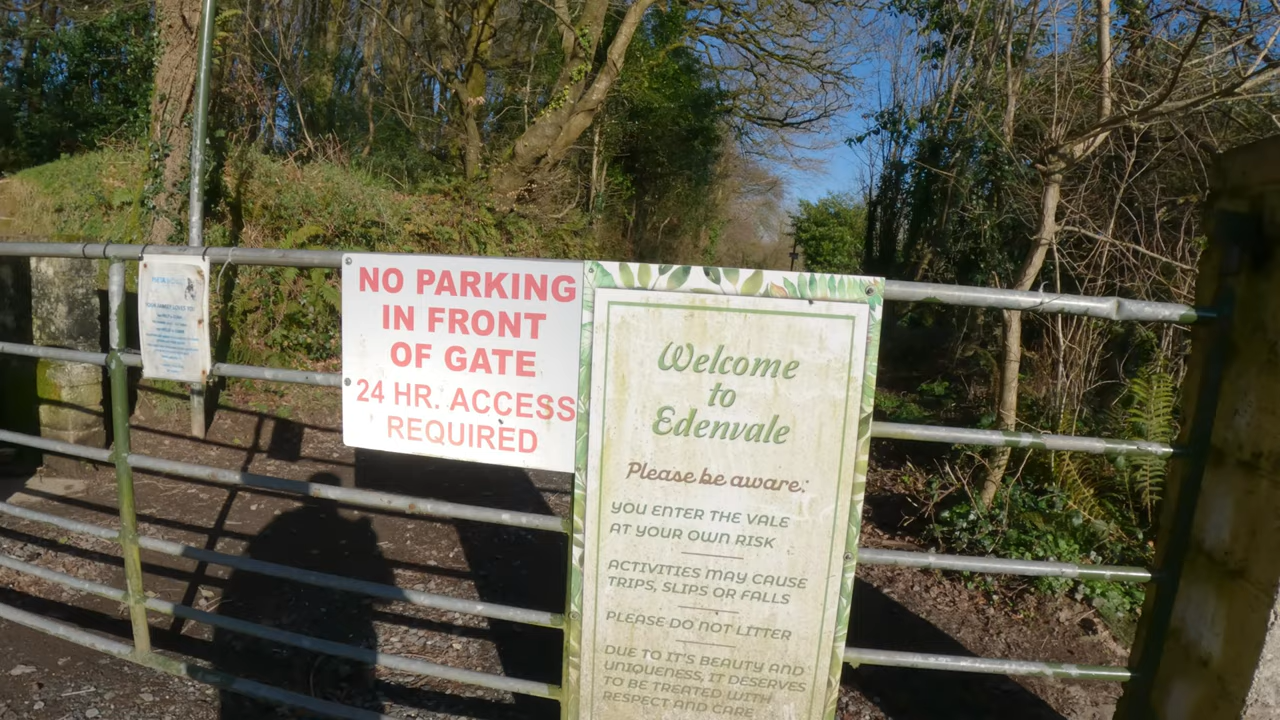 NO PARKING
IN FRONT
OF GATE
24 HR. ACCESS
REQUIRED
Welcome
to
Edenvale
Please be aware:
YOU ENTER THE VALE
AT YOUR OWN RISK
ACTIVITIES MAY CAUSE
TRIPS, SLIPS OR FALLS
PLEASE DO NOT LITTER
DUE TO IT'S BEAUTY AND
UNIQUENESS, IT DESERVES
TO BE TREATED WITH
RESPECT AND CARE